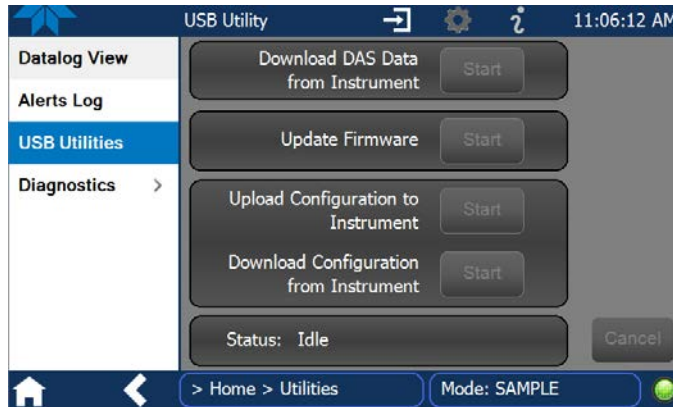 USB Utility
11:06:12 AM
Datalog View
Alerts Log
USB Utilities
Diagnostics >
Download DAS Data
from Instrument
Start
Update Firmware
Start
Upload Configuration to
Instrument
Start
Download Configuration
from Instrument
Start
Status: Idle
Cancel
> Home > Utilities
Mode: SAMPLE